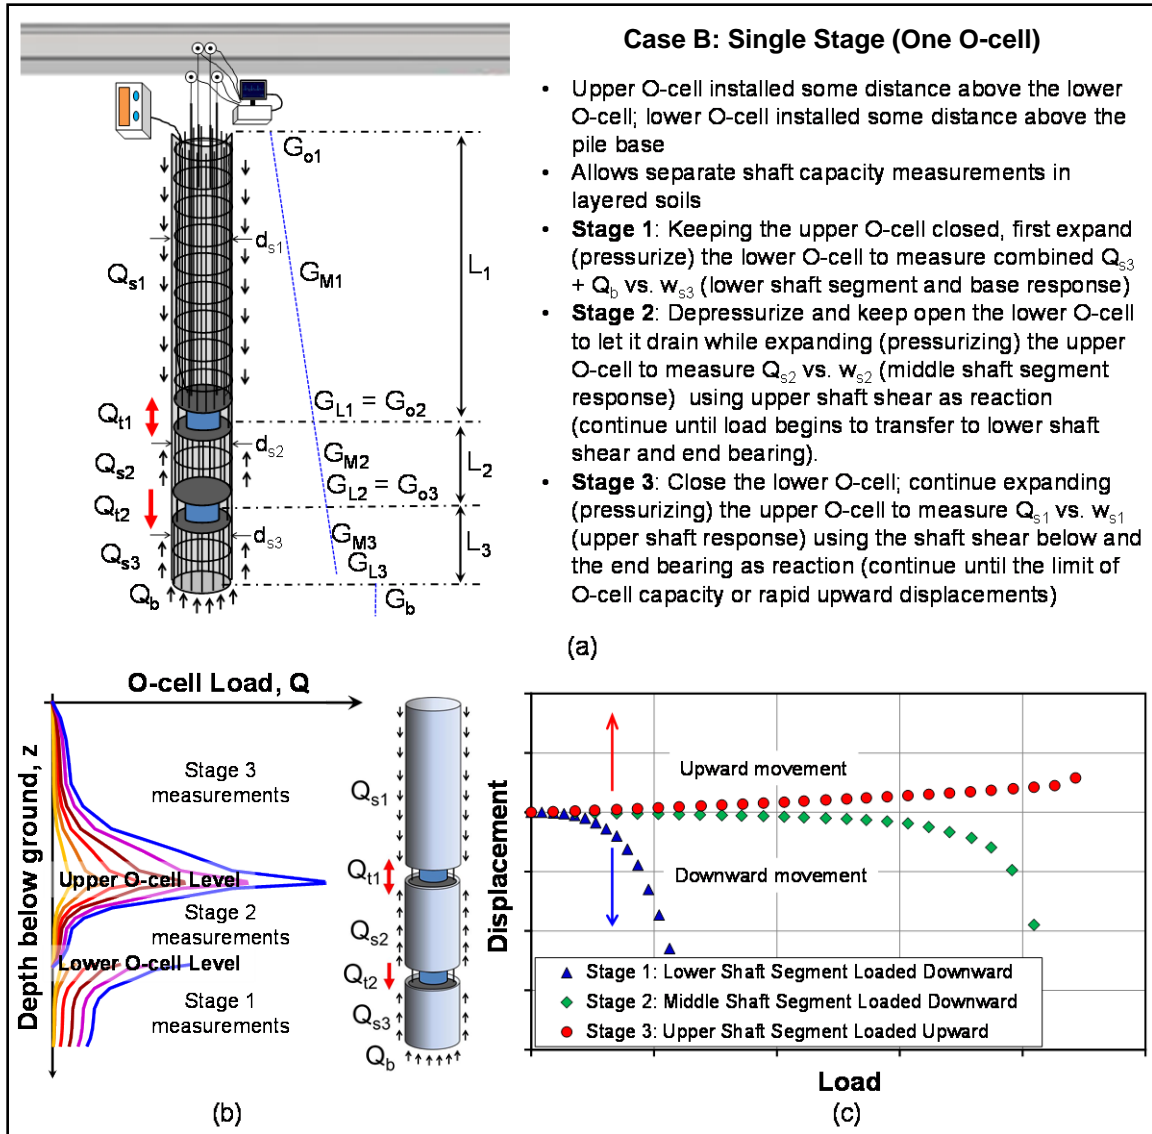 Case B: Single Stage (One O-cell)
• Upper O-cell installed some distance above the lower
O-cell; lower O-cell installed some distance above the
pile base
• Allows separate shaft capacity measurements in
layered soils
• Stage 1: Keeping the upper O-cell closed, first expand
(pressurize) the lower O-cell to measure combined Qs3
+ Qb vs. ws3 (lower shaft segment and base response)
• Stage 2: Depressurize and keep open the lower O-cell
to let it drain while expanding (pressurizing) the upper
O-cell to measure Qs2 vs. ws2 (middle shaft segment
response) using upper shaft shear as reaction
(continue until load begins to transfer to lower shaft
shear and end bearing).
• Stage 3: Close the lower O-cell; continue expanding
(pressurizing) the upper O-cell to measure Qs1 vs. ws1
(upper shaft response) using the shaft shear below and
the end bearing as reaction (continue until the limit of
O-cell capacity or rapid upward displacements)
Go1
ds1
Qs1
GM1
L1
GL1 = Go2
Qt1
ds2
GM2
L2
Qs2
GL2 = Go3
Qt2
ds3
GM3
L3
Qs3
GL3
Qb
Gb
(a)
O-cell Load, Q
Depth below ground, z
Stage 3
measurements
Upper O-cell Level
Stage 2
measurements
Lower O-cell Level
Stage 1
measurements
Qs1
Qt1
Qs2
Qt2
Qs3
Qb
(b)
Displacement
Upward movement
Downward movement
Stage 1: Lower Shaft Segment Loaded Downward
Stage 2: Middle Shaft Segment Loaded Downward
Stage 3: Upper Shaft Segment Loaded Upward
Load
(c)